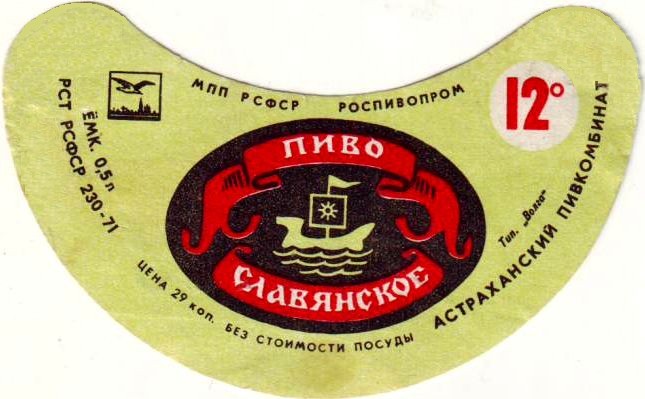 МПП РСФСР РОСПИВОПРОМ
12°
ПИВО
СЛАВЯНСКОЕ
ЁМК. 0,5 л
РСТ РСФСР 230-71
ЦЕНА 29 коп. БЕЗ СТОИМОСТИ ПОСУДЫ
АСТРАХАНСКИЙ ПИВКОМБИНАТ
Тип. „Волга"